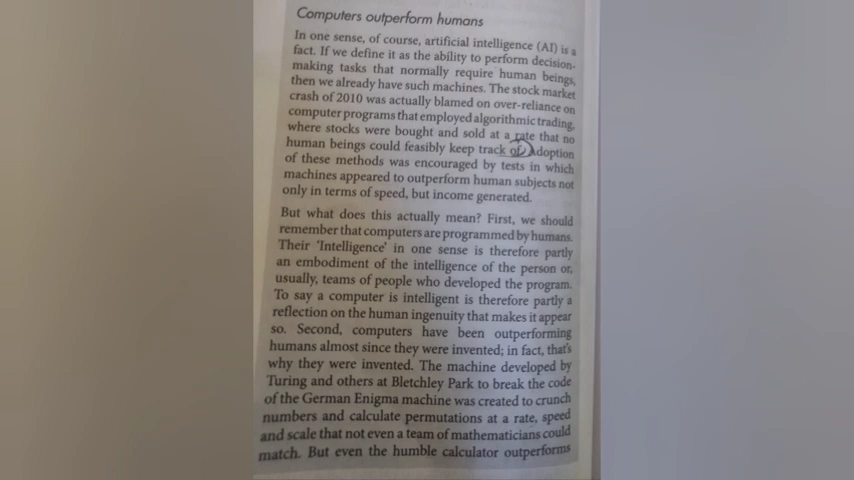 Computers outperform humans
In one sense, of course, artificial intelligence (AI) is a
fact. If we define it as the ability to perform decision-
making tasks that normally require human beings,
then we already have such machines. The stock market
crash of 2010 was actually blamed on over-reliance on
computer programs that employed algorithmic trading,
where stocks were bought and sold at a rate that no
human beings could feasibly keep track of. Adoption
of these methods was encouraged by tests in which
machines appeared to outperform human subjects not
only in terms of speed, but income generated.
But what does this actually mean? First, we should
remember that computers are programmed by humans.
Their 'Intelligence' in one sense is therefore partly
an embodiment of the intelligence of the person or,
usually, teams of people who developed the program.
To say a computer is intelligent is therefore partly a
reflection on the human ingenuity that makes it appear
so. Second, computers have been outperforming
humans almost since they were invented; in fact, that's
why they were invented. The machine developed by
Turing and others at Bletchley Park to break the code
of the German Enigma machine was created to crunch
numbers and calculate permutations at a rate, speed
and scale that not even a team of mathematicians could
match. But even the humble calculator outperforms